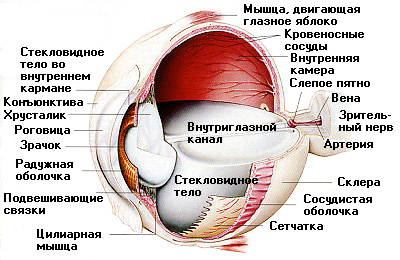 Мышца, двигающая
глазное яблоко
Кровеносные
сосуды
Внутренняя
камера
Слепое пятно
Вена
Зритель-
ный нерв
Артерия
Склера
Сосудистая
оболочка
Сетчатка
Стекловидное
тело во
внутреннем
кармане
Конъюнктива
Хрусталик
Роговица
Зрачок
Радужная
оболочка
Подвешивающие
связки
Цилиарная
мышца
Внутриглазной
канал
Стекловидное
тело